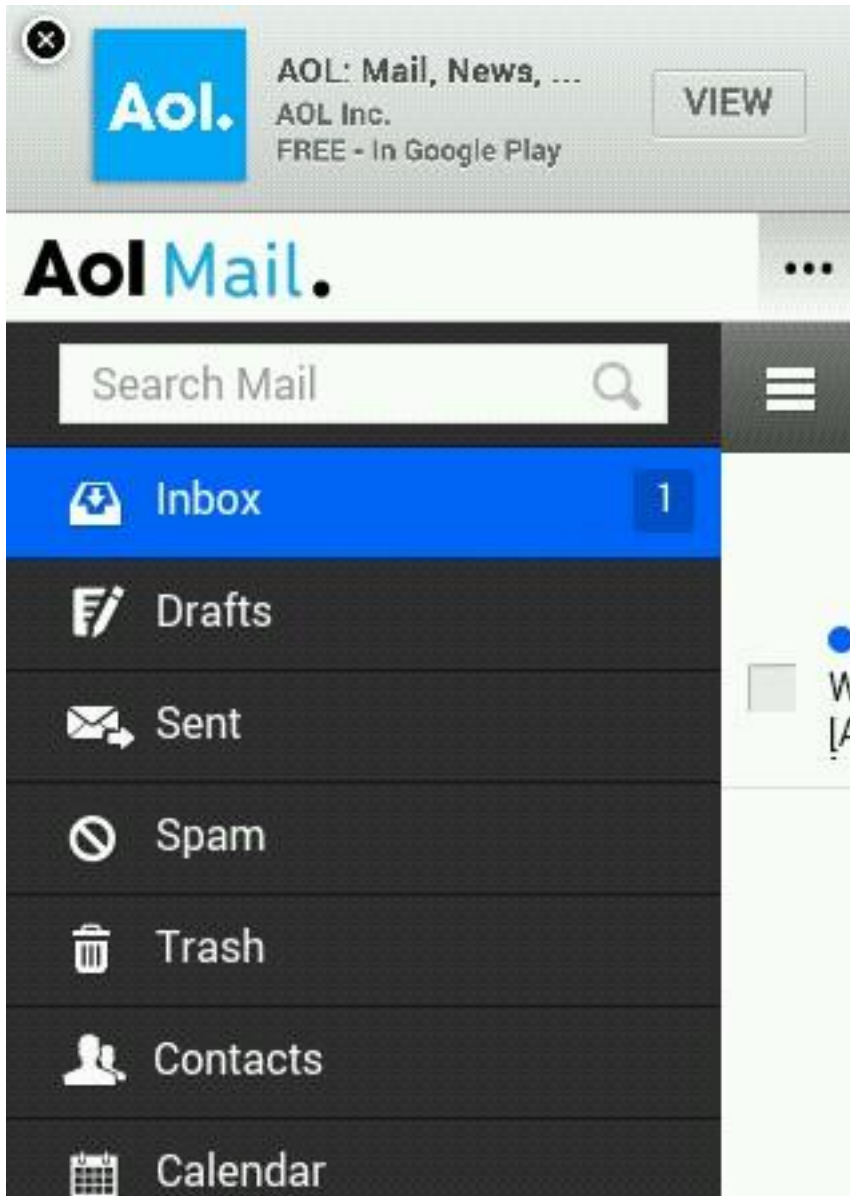 Aol.
AOL: Mail, News, ...
AOL Inc.
FREE - In Google Play
VIEW
Aol Mail.
Search Mail
Inbox 1
Drafts
Sent
Spam
Trash
Contacts
Calendar